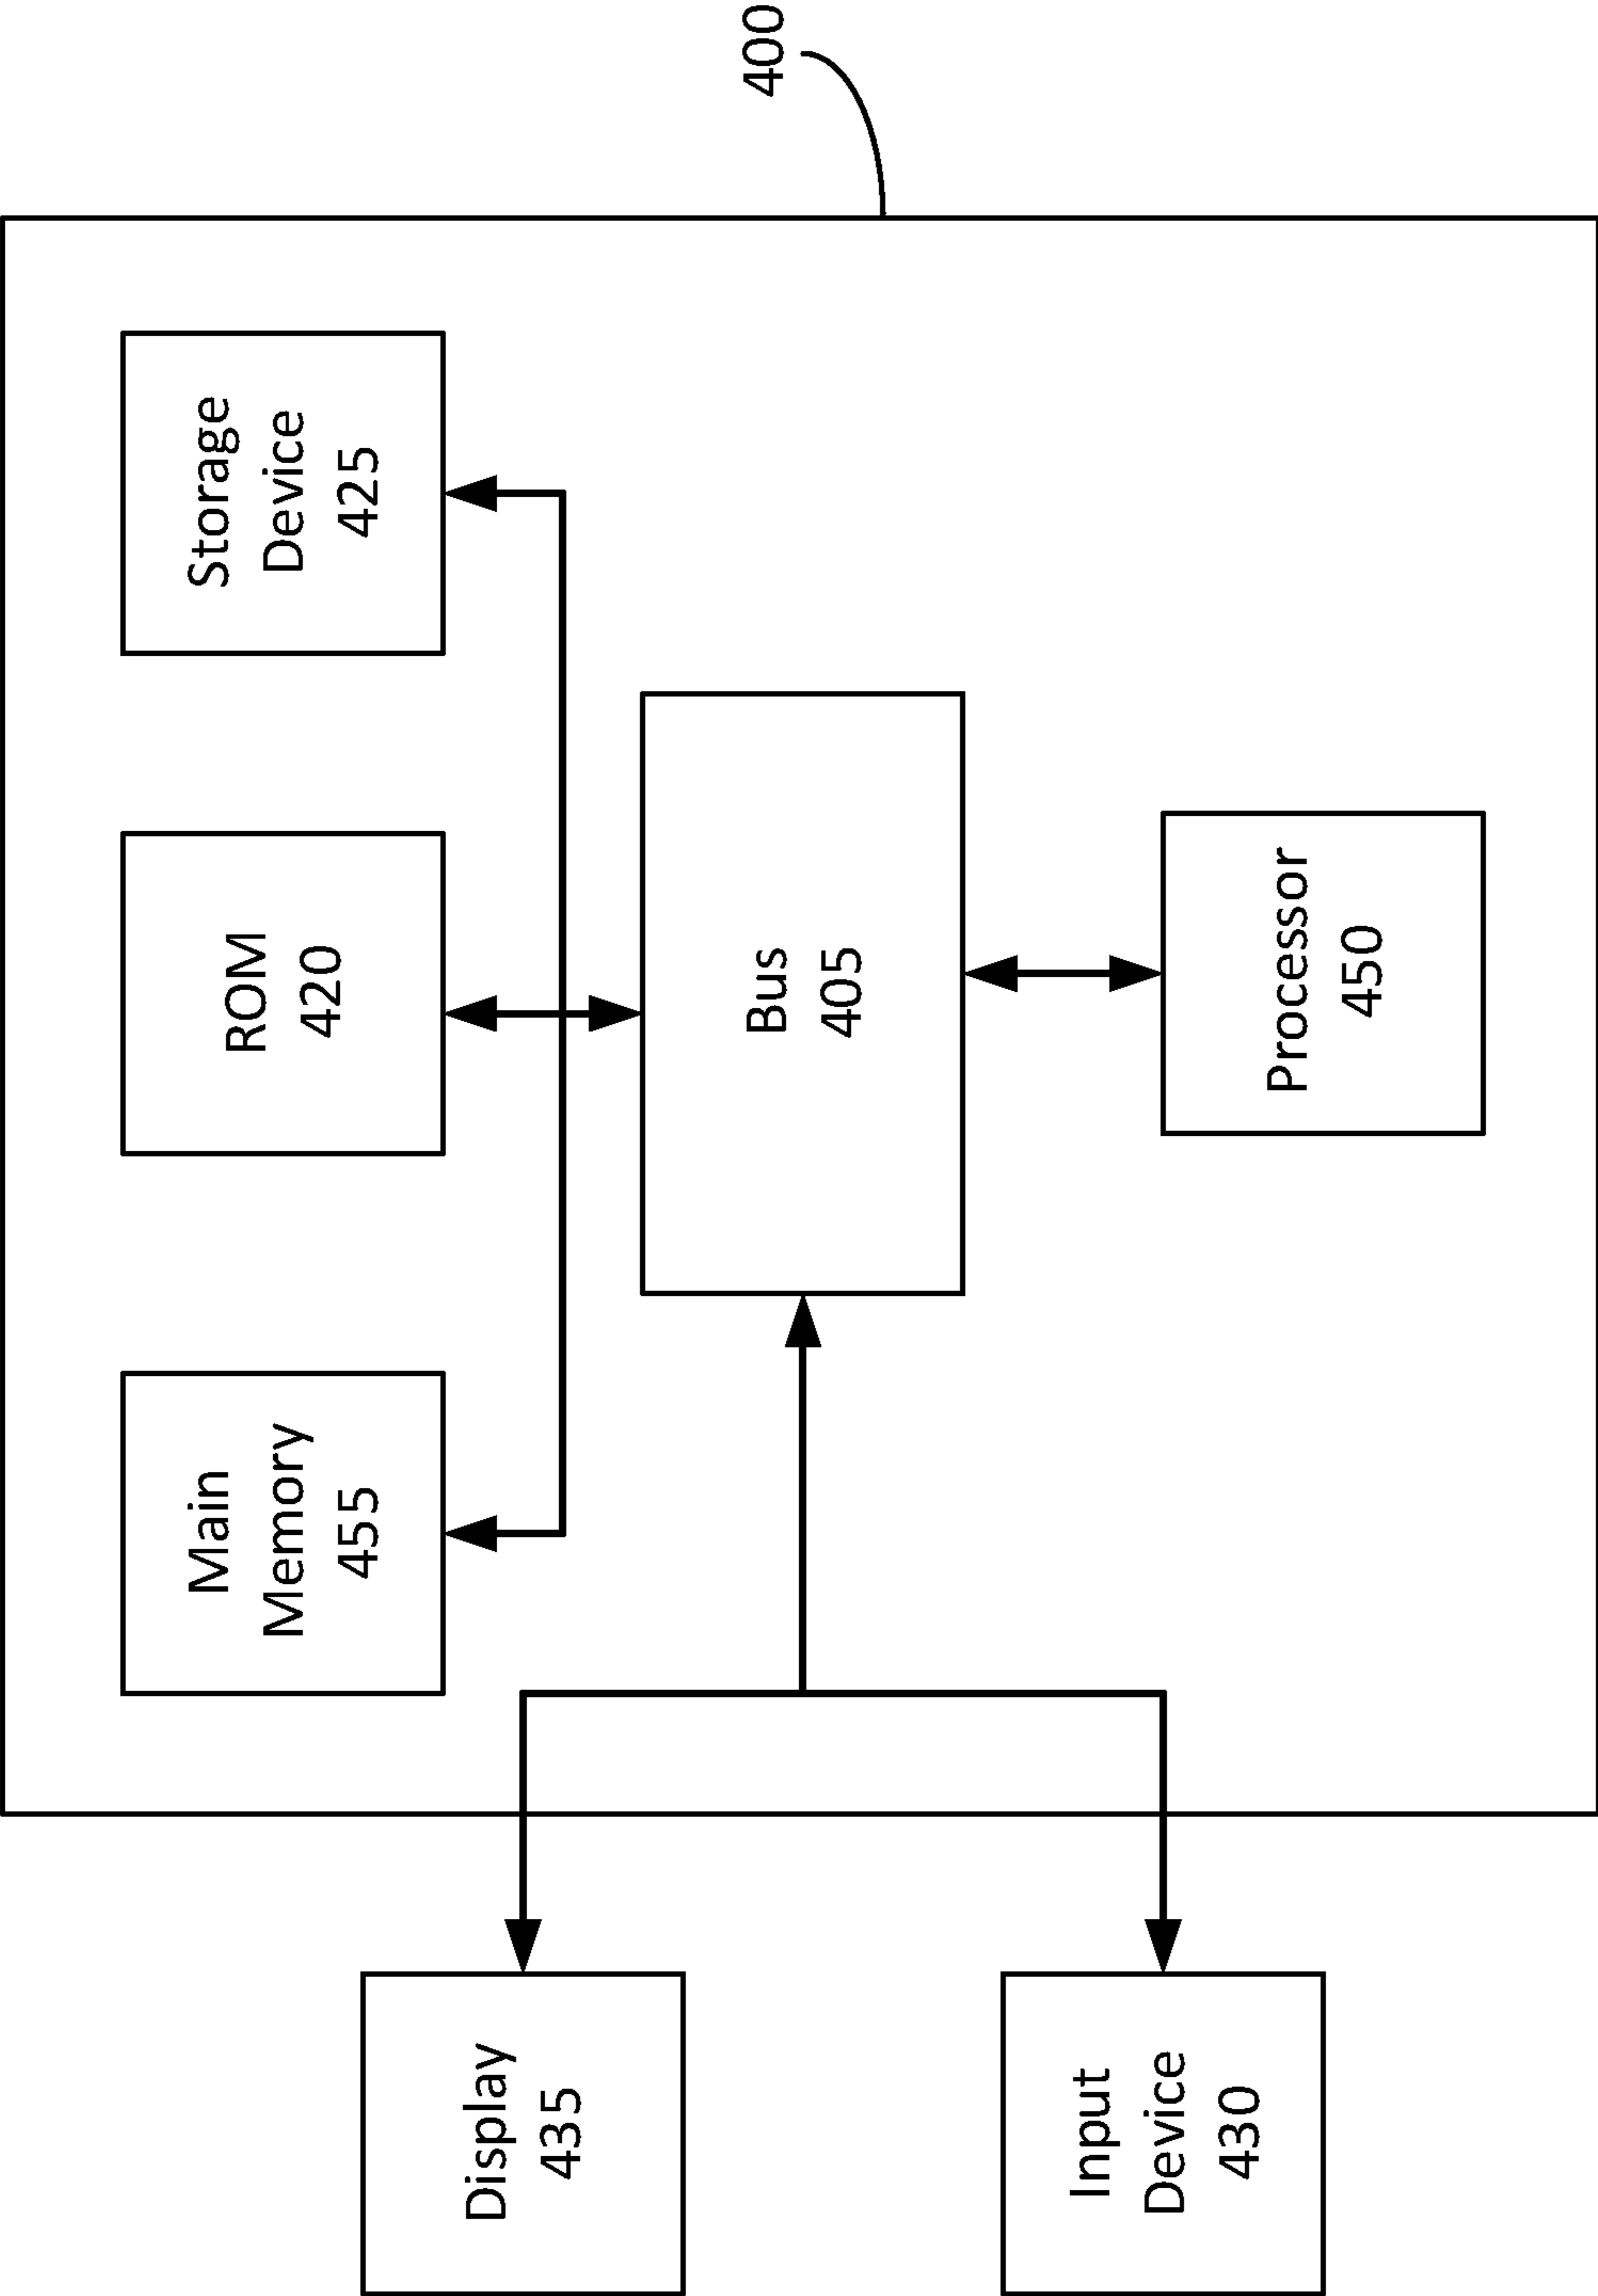 Display
435
Input
Device
430
Main
Memory
455
ROM
420
Storage
Device
425
Bus
405
Processor
450
400